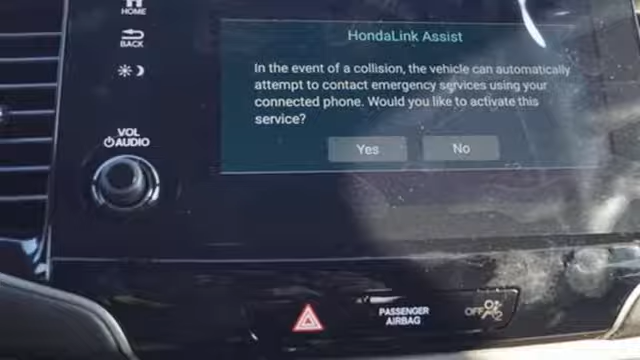 HOME
BACK
VOL
AUDIO
HondaLink Assist
In the event of a collision, the vehicle can automatically
attempt to contact emergency services using your
connected phone. Would you like to activate this
service?
Yes No
PASSENGER
AIRBAG
OFF
2